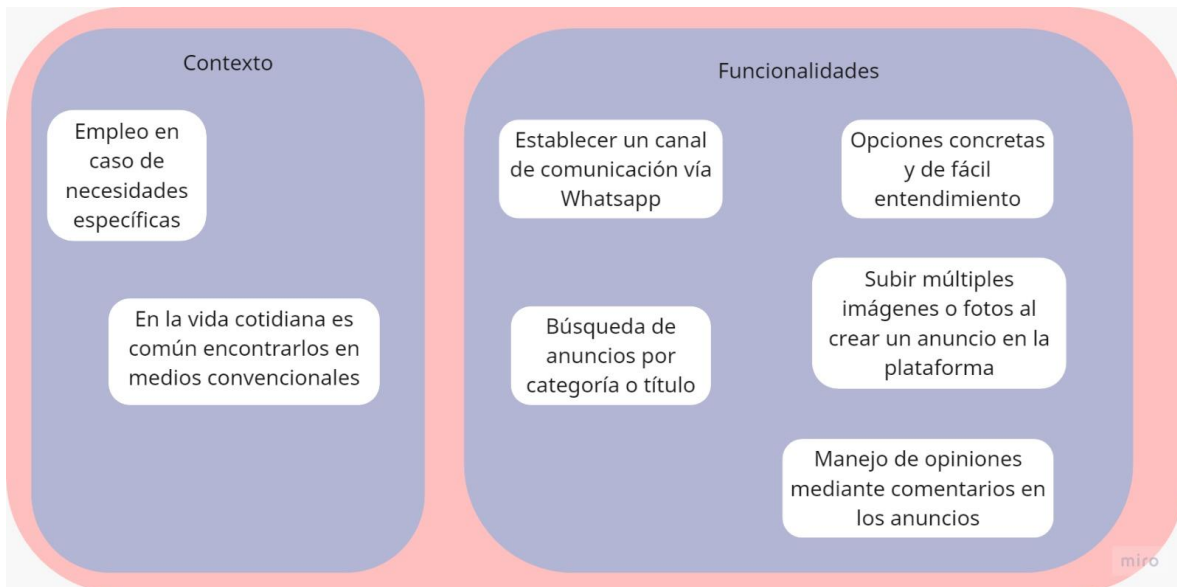 Contexto
Empleo en
caso de
necesidades
específicas
En la vida cotidiana es
común encontrarlos en
medios convencionales
Funcionalidades
Establecer un canal
de comunicación vía
Whatsapp
Opciones concretas
y de fácil
entendimiento
Búsqueda de
anuncios por
categoría o título
Subir múltiples
imágenes o fotos al
crear un anuncio en la
plataforma
Manejo de opiniones
mediante comentarios en
los anuncios
miro